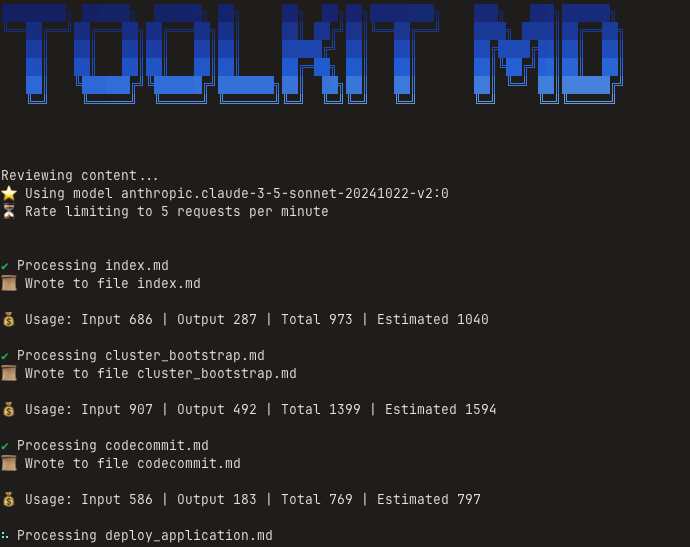 TOOLKIT MD
Reviewing content...
⭐ Using model anthropic.claude-3-5-sonnet-20241022-v2:0
⏳ Rate limiting to 5 requests per minute
✔ Processing index.md
📜 Wrote to file index.md
💰 Usage: Input 686 | Output 287 | Total 973 | Estimated 1040
✔ Processing cluster_bootstrap.md
📜 Wrote to file cluster_bootstrap.md
💰 Usage: Input 907 | Output 492 | Total 1399 | Estimated 1594
✔ Processing codecommit.md
📜 Wrote to file codecommit.md
💰 Usage: Input 586 | Output 183 | Total 769 | Estimated 797
Processing deploy_application.md